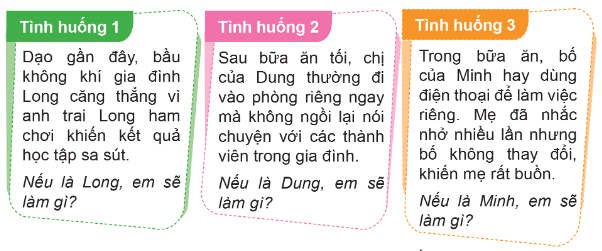 Tình huống 1
Dạo gần đây, bầu
không khí gia đình
Long căng thẳng vì
anh trai Long ham
chơi khiến kết quả
học tập sa sút.
Nếu là Long, em sẽ
làm gì?
Tình huống 2
Sau bữa ăn tối, chị
của Dung thường đi
vào phòng riêng ngay
mà không ngồi lại nói
chuyện với các thành
viên trong gia đình.
Nếu là Dung, em sẽ
làm gì?
Tình huống 3
Trong bữa ăn, bố
của Minh hay dùng
điện thoại để làm việc
riêng. Mẹ đã nhắc
nhở nhiều lần nhưng
bố không thay đổi,
khiến mẹ rất buồn.
Nếu là Minh, em sẽ
làm gì?